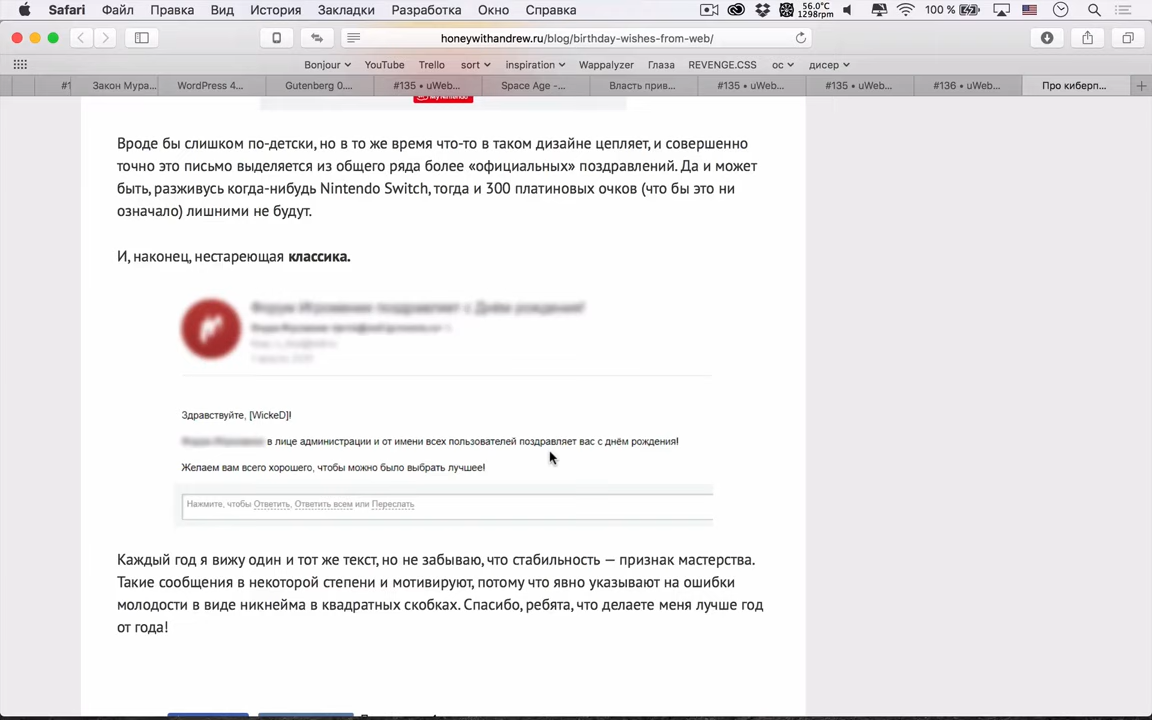 Safari Файл Правка Вид История Закладки Разработка Окно Справка
56.0°C
1298rpm
100 %
honeywithandrew.ru/blog/birthday-wishes-from-web/
Bonjour YouTube Trello sort inspiration Wappalyzer Глаза REVENGE.CSS ос дисер
#1 Закон Мура... WordPress 4... Gutenberg 0.... #135 • uWeb... Space Age -... Власть прив... #135 • uWeb... #135 • uWeb... #136 • uWeb... Про киберп...
Вроде бы слишком по-детски, но в то же время что-то в таком дизайне цепляет, и совершенно
точно это письмо выделяется из общего ряда более «официальных» поздравлений. Да и может
быть, разживусь когда-нибудь Nintendo Switch, тогда и 300 платиновых очков (что бы это ни
означало) лишними не будут.
И, наконец, нестареющая классика.
Здравствуйте, [WickeD]!
в лице администрации и от имени всех пользователей поздравляет вас с днём рождения!
Желаем вам всего хорошего, чтобы можно было выбрать лучшее!
Нажмите, чтобы Ответить, Ответить всем или Переслать
Каждый год я вижу один и тот же текст, но не забываю, что стабильность — признак мастерства.
Такие сообщения в некоторой степени и мотивируют, потому что явно указывают на ошибки
молодости в виде никнейма в квадратных скобках. Спасибо, ребята, что делаете меня лучше год
от года!